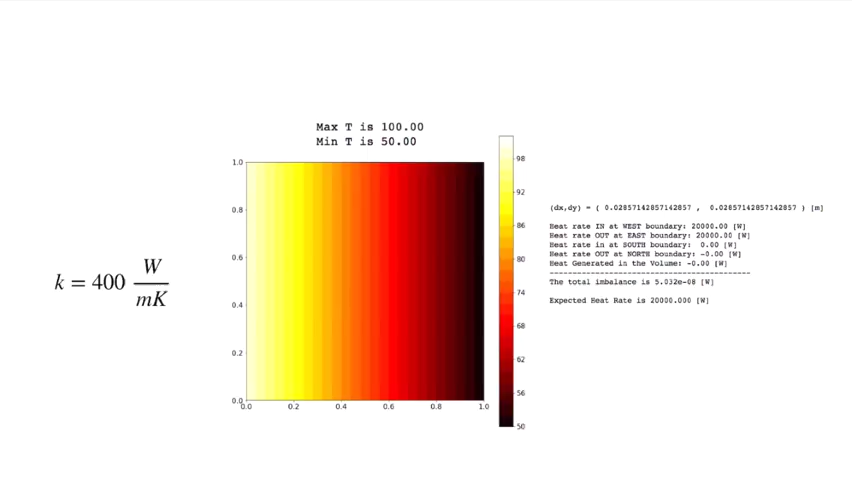 Max T is 100.00
Min T is 50.00
k = 400 W/mK
1.0
0.8
0.6
0.4
0.2
0.0
0.0 0.2 0.4 0.6 0.8 1.0
98
92
86
80
74
68
62
56
50
(dx,dy) = ( 0.02857142857142857 , 0.02857142857142857 ) [m]
Heat rate IN at WEST boundary: 20000.00 [W]
Heat rate OUT at EAST boundary: 20000.00 [W]
Heat rate in at SOUTH boundary: 0.00 [W]
Heat rate OUT at NORTH boundary: -0.00 [W]
Heat Generated in the Volume: -0.00 [W]
--------------------------------------------
The total imbalance is 5.032e-08 [W]
Expected Heat Rate is 20000.000 [W]